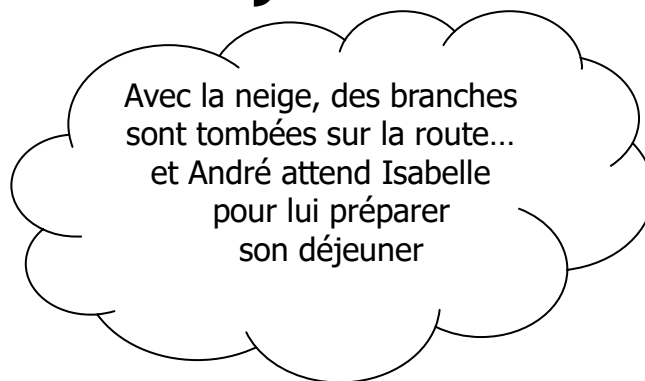 Avec la neige, des branches
sont tombées sur la route…
et André attend Isabelle
pour lui préparer
son déjeuner